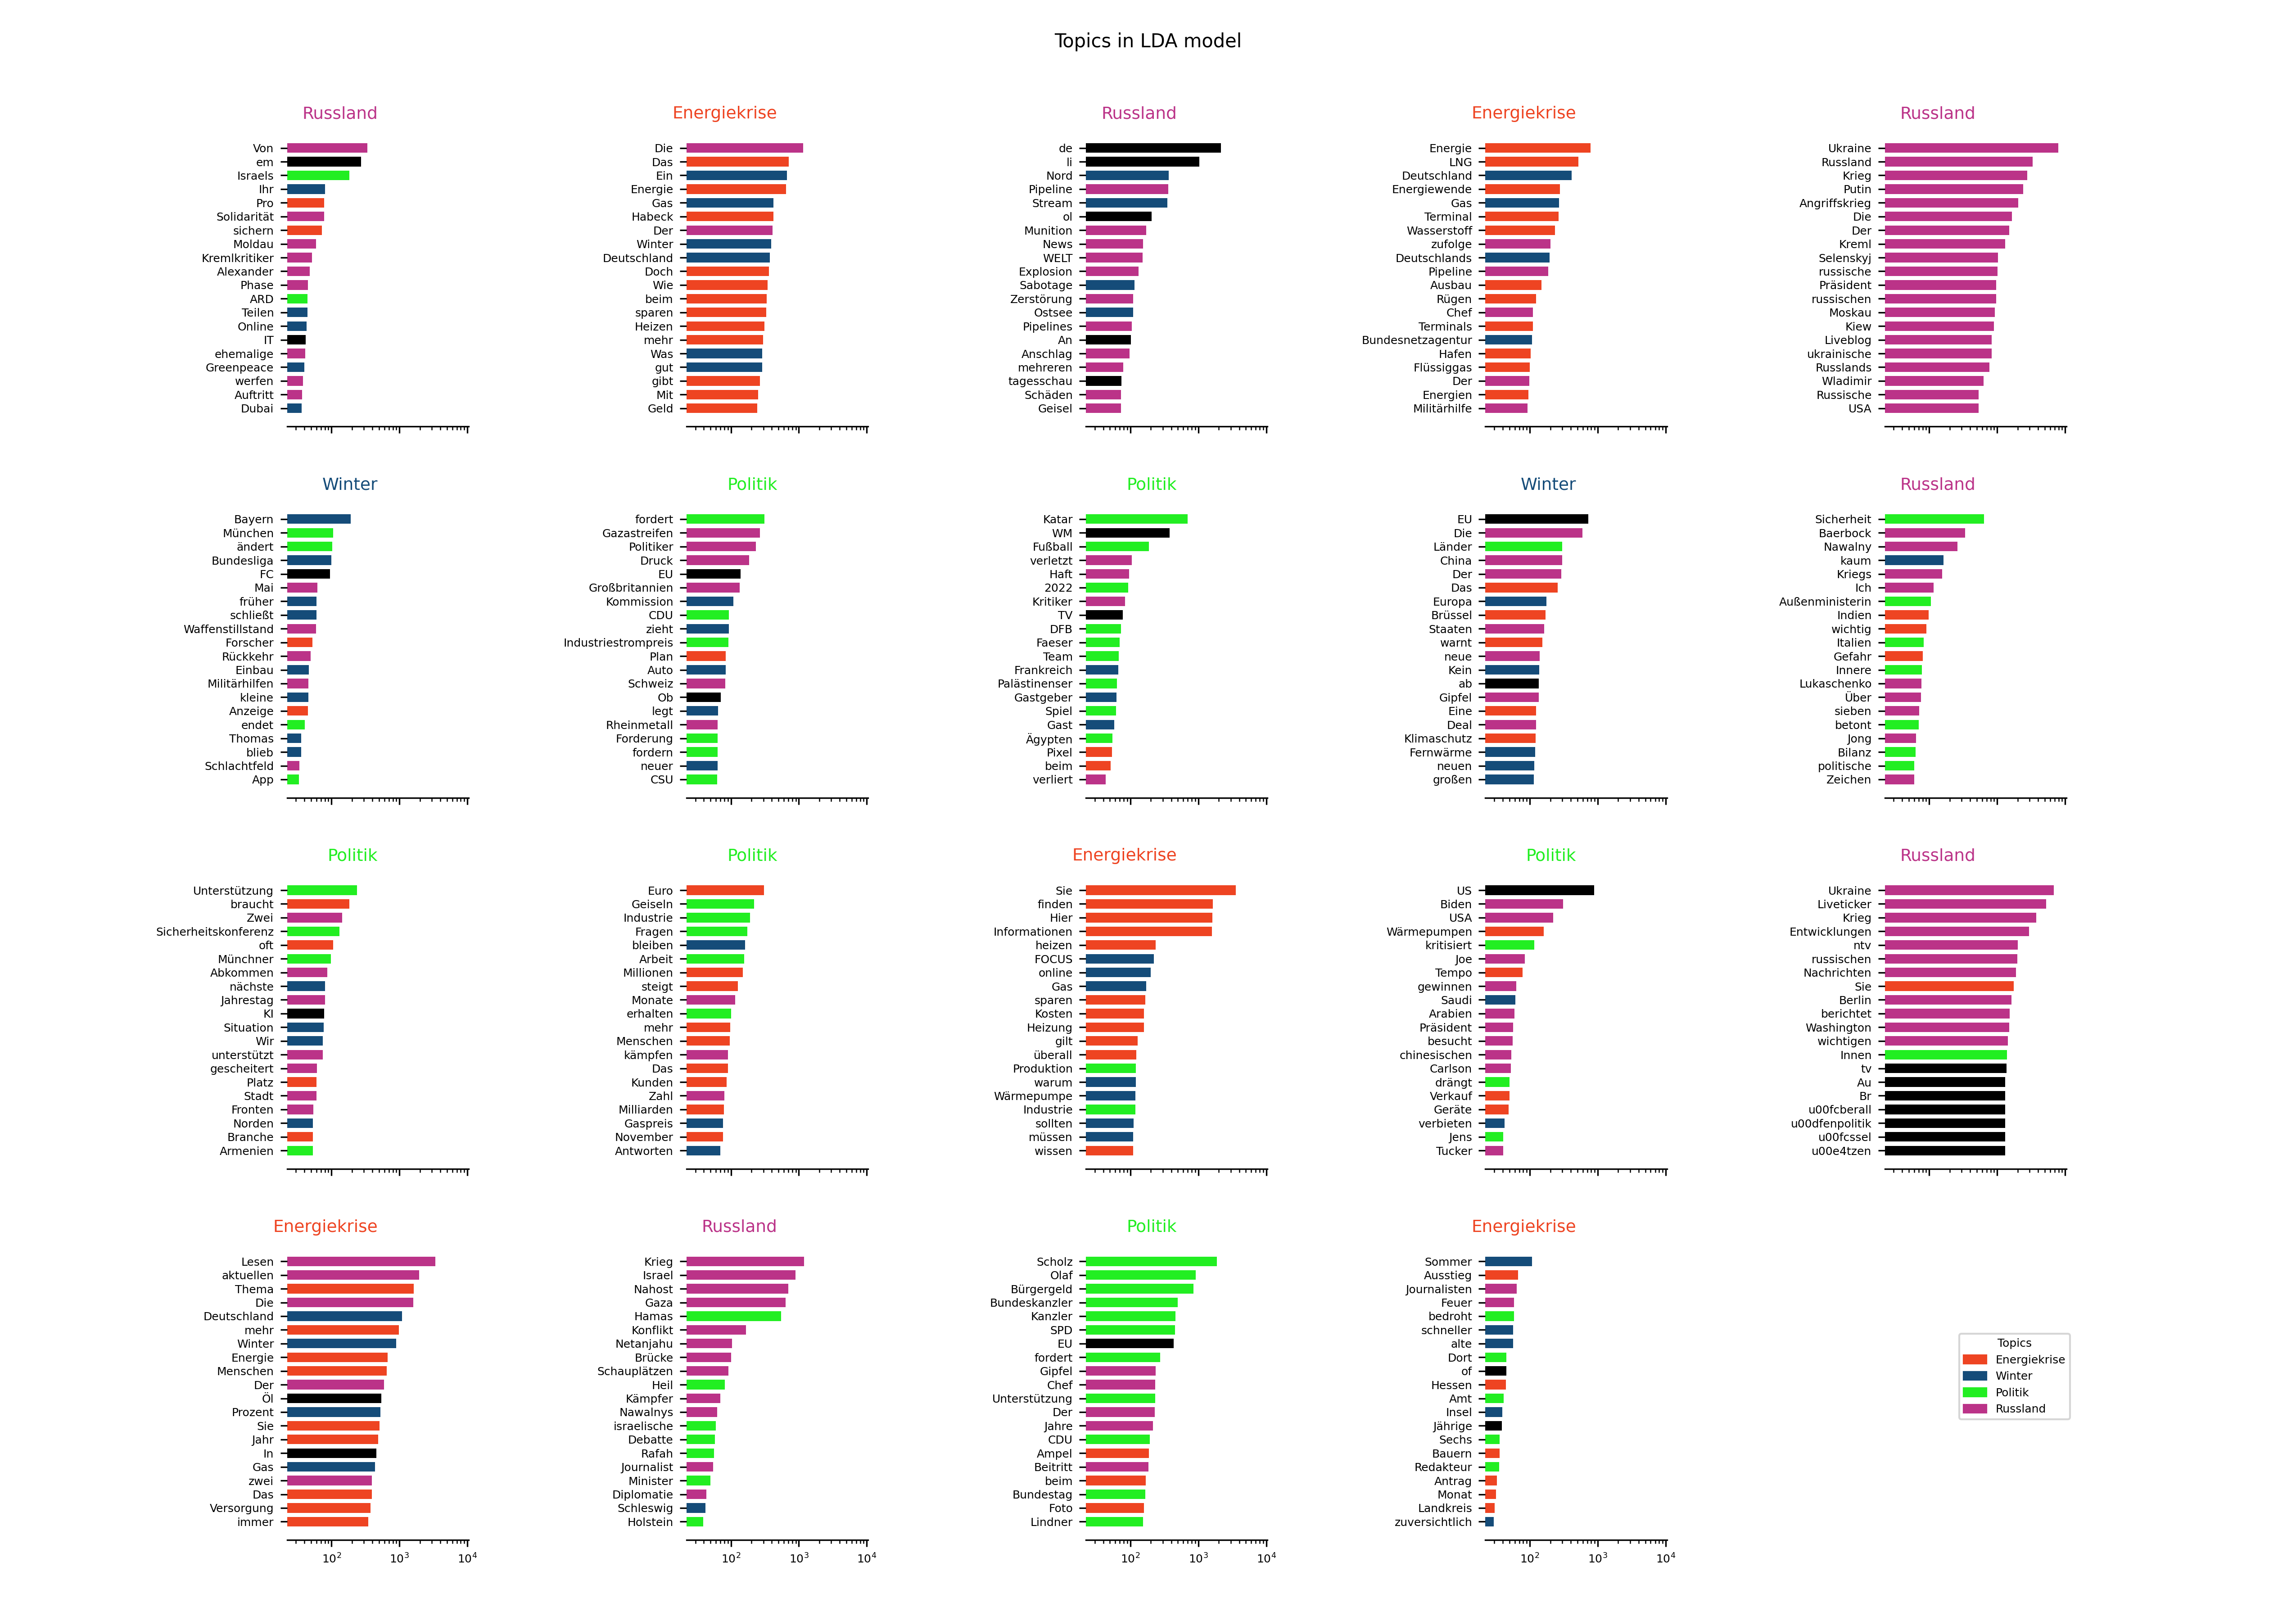 Topics in LDA model
Russland
Von
em
Israels
Ihr
Pro
Solidarität
sichern
Moldau
Kremlkritiker
Alexander
Phase
ARD
Teilen
Online
IT
ehemalige
Greenpeace
werfen
Auftritt
Dubai
Energiekrise
Die
Das
Ein
Energie
Gas
Habeck
Der
Winter
Deutschland
Doch
Wie
beim
sparen
Heizen
mehr
Was
gut
gibt
Mit
Geld
Russland
de
li
Nord
Pipeline
Stream
ol
Munition
News
WELT
Explosion
Sabotage
Zerstörung
Ostsee
Pipelines
An
Anschlag
mehreren
tagesschau
Schäden
Geisel
Energiekrise
Energie
LNG
Deutschland
Energiewende
Gas
Terminal
Wasserstoff
zufolge
Deutschlands
Pipeline
Ausbau
Rügen
Chef
Terminals
Bundesnetzagentur
Hafen
Flüssiggas
Der
Energien
Militärhilfe
Russland
Ukraine
Russland
Krieg
Putin
Angriffskrieg
Die
Der
Kreml
Selenskyj
russische
Präsident
russischen
Moskau
Kiew
Liveblog
ukrainische
Russlands
Wladimir
Russische
USA
Winter
Bayern
München
ändert
Bundesliga
FC
Mai
früher
schließt
Waffenstillstand
Forscher
Rückkehr
Einbau
Militärhilfen
kleine
Anzeige
endet
Thomas
blieb
Schlachtfeld
App
Politik
fordert
Gazastreifen
Politiker
Druck
EU
Großbritannien
Kommission
CDU
zieht
Industriestrompreis
Plan
Auto
Schweiz
Ob
legt
Rheinmetall
Forderung
fordern
neuer
CSU
Politik
Katar
WM
Fußball
verletzt
Haft
2022
Kritiker
TV
DFB
Faeser
Team
Frankreich
Palästinenser
Gastgeber
Spiel
Gast
Ägypten
Pixel
beim
verliert
Winter
EU
Die
Länder
China
Der
Das
Europa
Brüssel
Staaten
warnt
neue
Kein
ab
Gipfel
Eine
Deal
Klimaschutz
Fernwärme
neuen
großen
Russland
Sicherheit
Baerbock
Nawalny
kaum
Kriegs
Ich
Außenministerin
Indien
wichtig
Italien
Gefahr
Innere
Lukaschenko
Über
sieben
betont
Jong
Bilanz
politische
Zeichen
Politik
Unterstützung
braucht
Zwei
Sicherheitskonferenz
oft
Münchner
Abkommen
nächste
Jahrestag
KI
Situation
Wir
unterstützt
gescheitert
Platz
Stadt
Fronten
Norden
Branche
Armenien
Politik
Euro
Geiseln
Industrie
Fragen
bleiben
Arbeit
Millionen
steigt
Monate
erhalten
mehr
Menschen
kämpfen
Das
Kunden
Zahl
Milliarden
Gaspreis
November
Antworten
Energiekrise
Sie
finden
Hier
Informationen
heizen
FOCUS
online
Gas
sparen
Kosten
Heizung
gilt
überall
Produktion
warum
Wärmepumpe
Industrie
sollten
müssen
wissen
Politik
US
Biden
USA
Wärmepumpen
kritisiert
Joe
Tempo
gewinnen
Saudi
Arabien
Präsident
besucht
chinesischen
Carlson
drängt
Verkauf
Geräte
verbieten
Jens
Tucker
Russland
Ukraine
Liveticker
Krieg
Entwicklungen
ntv
russischen
Nachrichten
Sie
Berlin
berichtet
Washington
wichtigen
Innen
tv
Au
Br
u00fcberall
u00dfenpolitik
u00fcssel
u00e4tzen
Energiekrise
Lesen
aktuellen
Thema
Die
Deutschland
mehr
Winter
Energie
Menschen
Der
Öl
Prozent
Sie
Jahr
In
Gas
zwei
Das
Versorgung
immer
10² 10³ 10⁴
Russland
Krieg
Israel
Nahost
Gaza
Hamas
Konflikt
Netanjahu
Brücke
Schauplätzen
Heil
Kämpfer
Nawalnys
israelische
Debatte
Rafah
Journalist
Minister
Diplomatie
Schleswig
Holstein
10² 10³ 10⁴
Politik
Scholz
Olaf
Bürgergeld
Bundeskanzler
Kanzler
SPD
EU
fordert
Gipfel
Chef
Unterstützung
Der
Jahre
CDU
Ampel
Beitritt
beim
Bundestag
Foto
Lindner
10² 10³ 10⁴
Energiekrise
Sommer
Ausstieg
Journalisten
Feuer
bedroht
schneller
alte
Dort
of
Hessen
Amt
Insel
Jährige
Sechs
Bauern
Redakteur
Antrag
Monat
Landkreis
zuversichtlich
10² 10³ 10⁴
Topics
Energiekrise
Winter
Politik
Russland